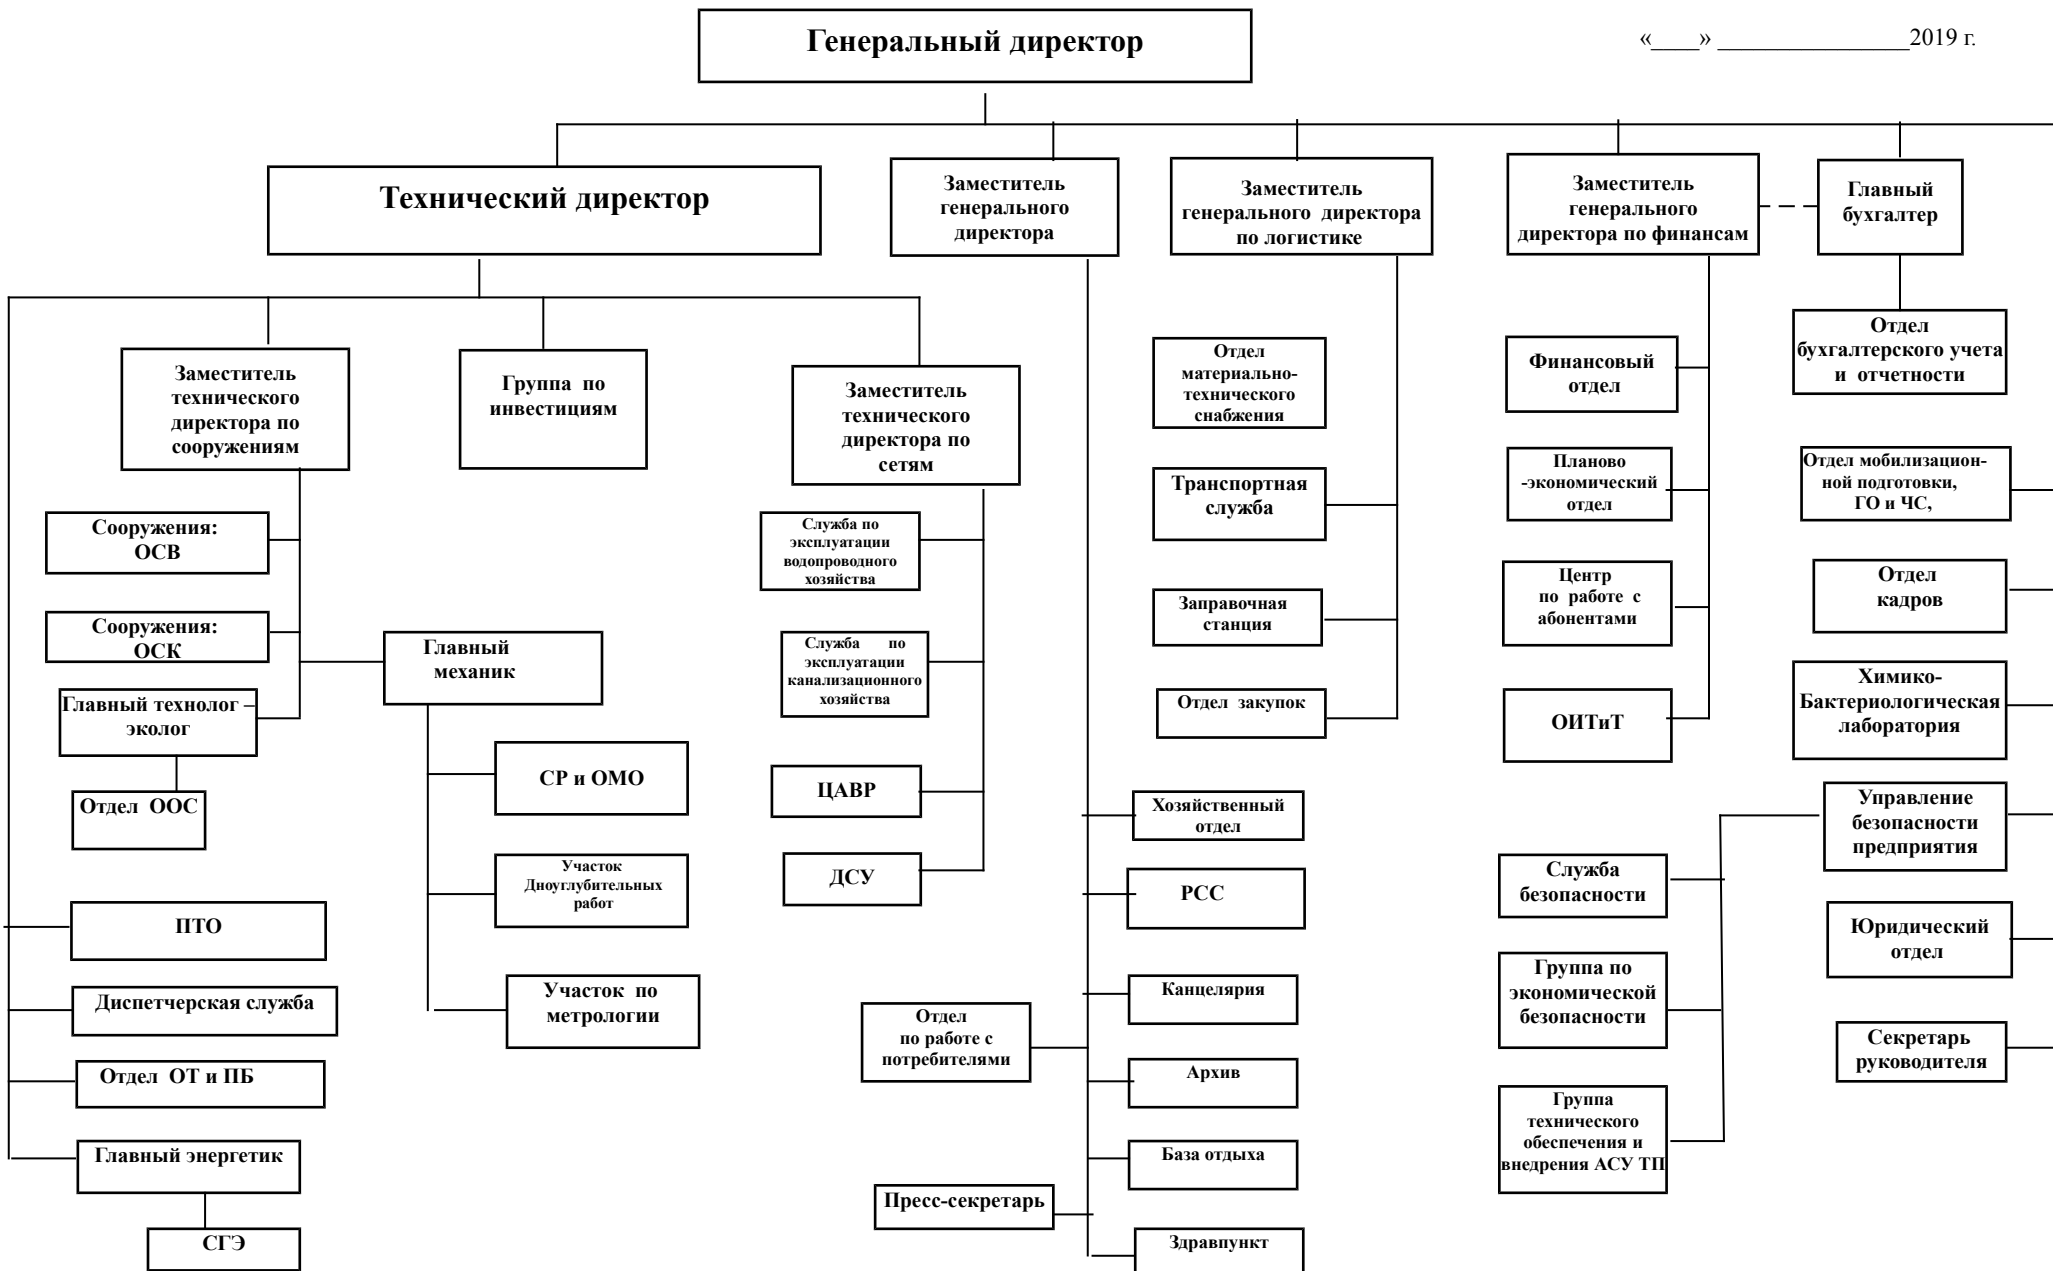 Генеральный директор
«____» ________________2019 г.
Технический директор
Заместитель
генерального
директора
Заместитель
генерального директора
по логистике
Заместитель
генерального
директора по финансам
Главный
бухгалтер
Заместитель
технического
директора по
сооружениям
Группа по
инвестициям
Заместитель
технического
директора по
сетям
Отдел
материально-
технического
снабжения
Финансовый
отдел
Отдел
бухгалтерского учета
и отчетности
Сооружения:
ОСВ
Служба по
эксплуатации
водопроводного
хозяйства
Транспортная
служба
Планово
-экономический
отдел
Отдел мобилизацион-
ной подготовки,
ГО и ЧС,
Сооружения:
ОСК
Главный
механик
Служба по
эксплуатации
канализационного
хозяйства
Заправочная
станция
Центр
по работе с
абонентами
Отдел
кадров
Главный технолог –
эколог
Отдел закупок
ОИТиТ
Химико-
Бактериологическая
лаборатория
Отдел ООС
СР и ОМО
ЦАВР
Хозяйственный
отдел
Управление
безопасности
предприятия
Участок
Дноуглубительных
работ
ДСУ
РСС
Служба
безопасности
ПТО
Юридический
отдел
Диспетчерская служба
Участок по
метрологии
Отдел
по работе с
потребителями
Канцелярия
Группа по
экономической
безопасности
Секретарь
руководителя
Отдел ОТ и ПБ
Архив
Группа
технического
обеспечения и
внедрения АСУ ТП
Главный энергетик
База отдыха
Пресс-секретарь
СГЭ
Здравпункт